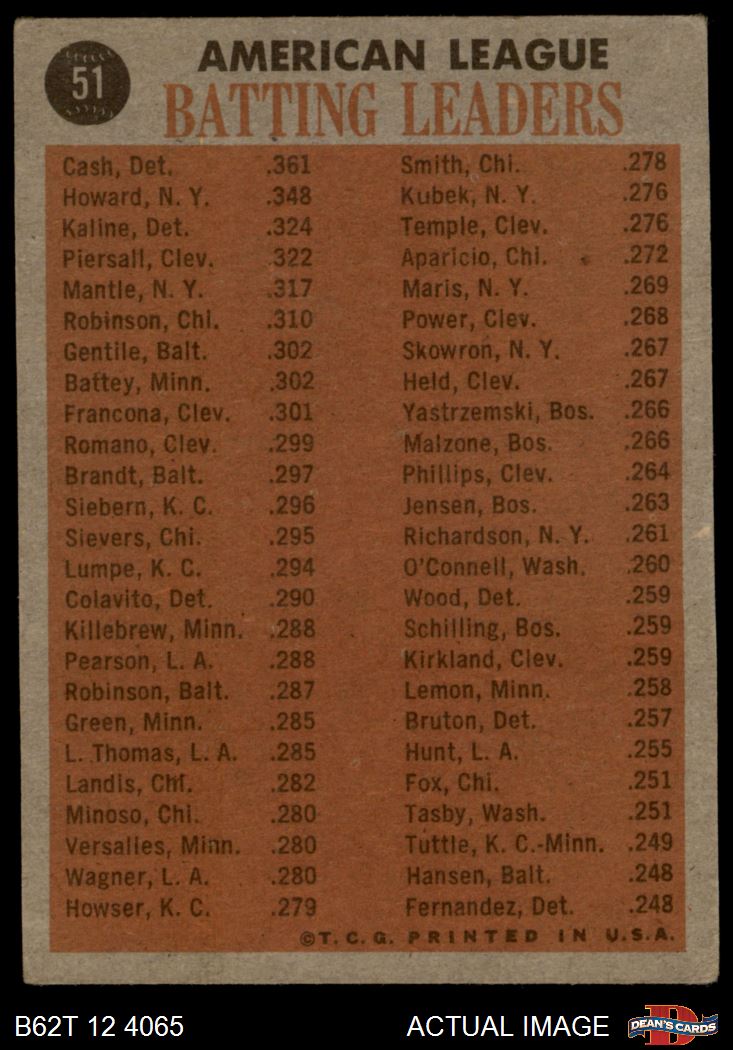 51
AMERICAN LEAGUE
BATTING LEADERS
Cash, Det. .361
Howard, N. Y. .348
Kaline, Det. .324
Piersall, Clev. .322
Mantle, N. Y. .317
Robinson, Chi. .310
Gentile, Balt. .302
Battey, Minn. .302
Francona, Clev. .301
Romano, Clev. .299
Brandt, Balt. .297
Siebern, K. C. .296
Sievers, Chi. .295
Lumpe, K. C. .294
Colavito, Det. .290
Killebrew, Minn. .288
Pearson, L. A. .288
Robinson, Balt. .287
Green, Minn. .285
L. Thomas, L. A. .285
Landis, Chi. .282
Minoso, Chi. .280
Versalles, Minn. .280
Wagner, L. A. .280
Howser, K. C. .279
Smith, Chi. .278
Kubek, N. Y. .276
Temple, Clev. .276
Aparicio, Chi. .272
Maris, N. Y. .269
Power, Clev. .268
Skowron, N. Y. .267
Held, Clev. .267
Yastrzemski, Bos. .266
Malzone, Bos. .266
Phillips, Clev. .264
Jensen, Bos. .263
Richardson, N. Y. .261
O'Connell, Wash. .260
Wood, Det. .259
Schilling, Bos. .259
Kirkland, Clev. .259
Lemon, Minn. .258
Bruton, Det. .257
Hunt, L. A. .255
Fox, Chi. .251
Tasby, Wash. .251
Tuttle, K. C.-Minn. .249
Hansen, Balt. .248
Fernandez, Det. .248
©T. C. G. PRINTED IN U.S.A.
B62T 12 4065 ACTUAL IMAGE
D
DEAN'S CARDS